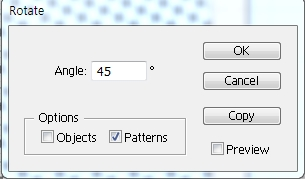 Rotate
Angle: 45 °
OK
Cancel
Options
Objects Patterns
Copy
Preview